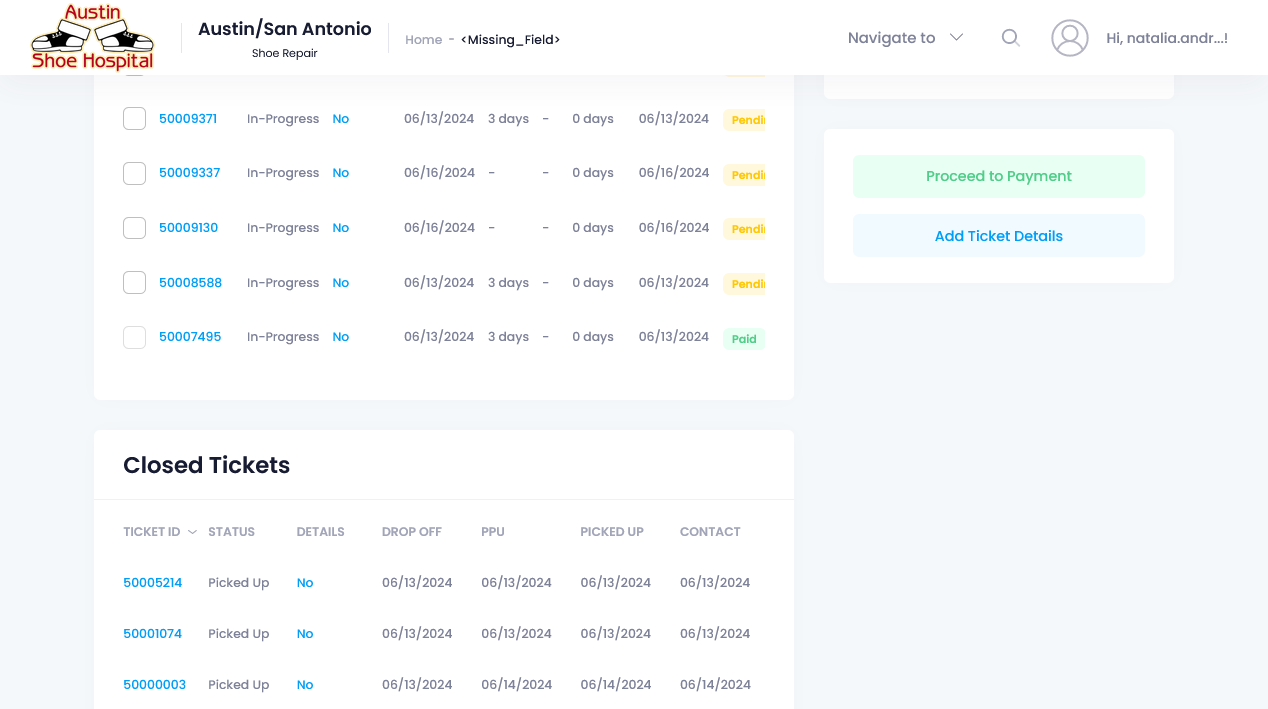 Austin
Shoe Hospital
Austin/San Antonio
Shoe Repair
Home - <Missing_Field>
Navigate to
Hi, natalia.andr...!
50009371 In-Progress No 06/13/2024 3 days - 0 days 06/13/2024 Pendi
50009337 In-Progress No 06/16/2024 - - 0 days 06/16/2024 Pendi
50009130 In-Progress No 06/16/2024 - - 0 days 06/16/2024 Pendi
50008588 In-Progress No 06/13/2024 3 days - 0 days 06/13/2024 Pendi
50007495 In-Progress No 06/13/2024 3 days - 0 days 06/13/2024 Paid
Proceed to Payment
Add Ticket Details
Closed Tickets
TICKET ID STATUS DETAILS DROP OFF PPU PICKED UP CONTACT
50005214 Picked Up No 06/13/2024 06/13/2024 06/13/2024 06/13/2024
50001074 Picked Up No 06/13/2024 06/13/2024 06/13/2024 06/13/2024
50000003 Picked Up No 06/13/2024 06/14/2024 06/14/2024 06/14/2024